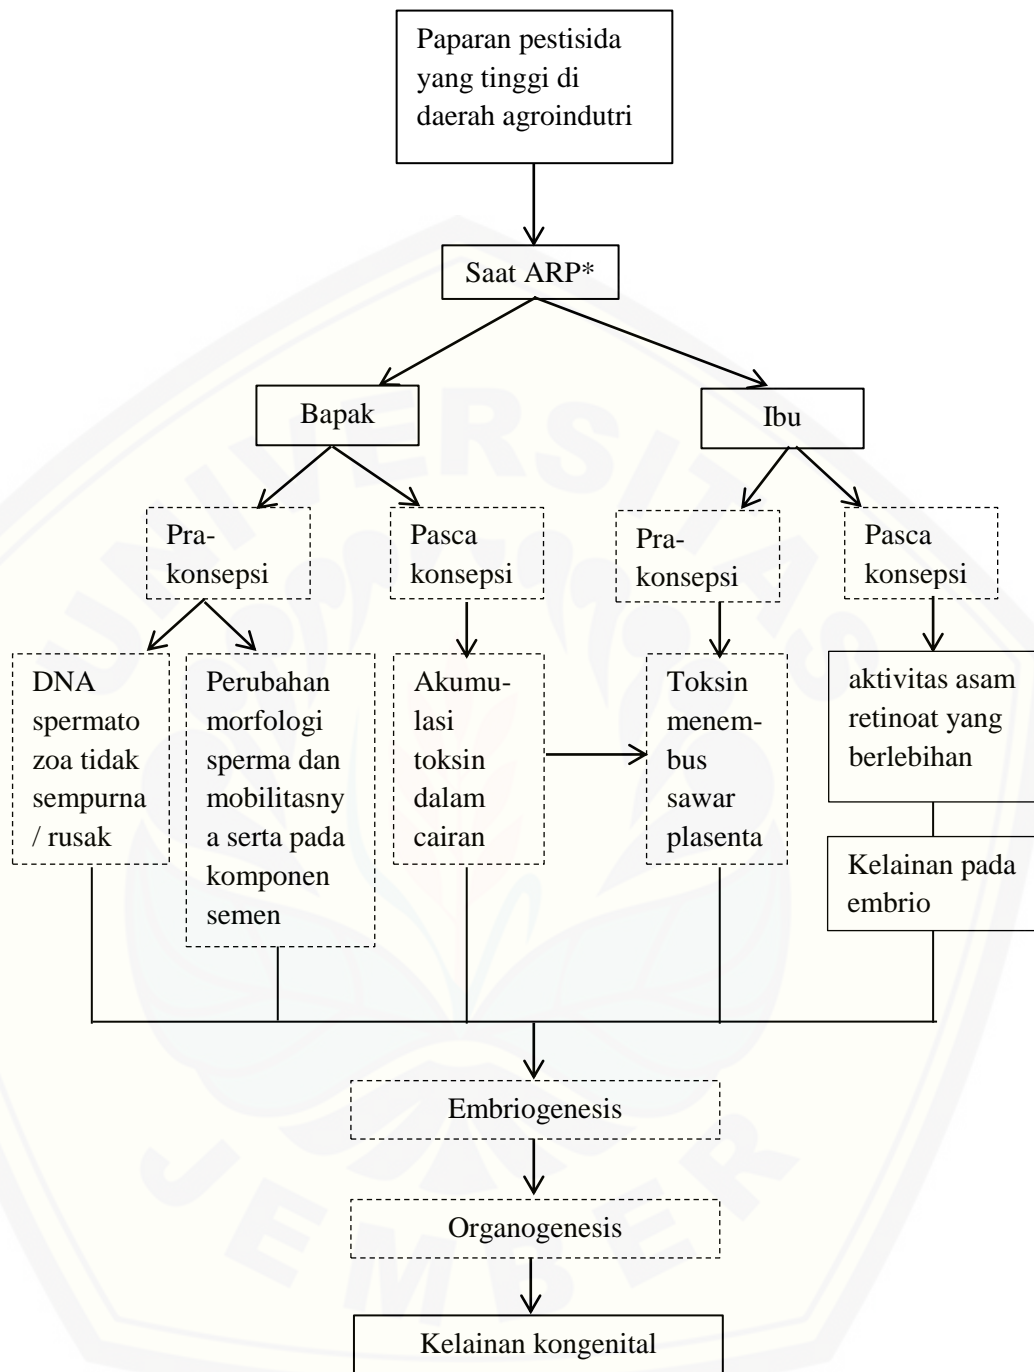 Paparan pestisida
yang tinggi di
daerah agroindutri
Saat ARP*
Bapak
Ibu
Pra-
konsepsi
Pasca
konsepsi
Pra-
konsepsi
Pasca
konsepsi
DNA
spermato
zoa tidak
sempurna
/ rusak
Perubahan
morfologi
sperma dan
mobilitasny
a serta pada
komponen
semen
Akumu-
lasi
toksin
dalam
cairan
Toksin
menem-
bus
sawar
plasenta
aktivitas asam
retinoat yang
berlebihan
Kelainan pada
embrio
Embriogenesis
Organogenesis
Kelainan kongenital
UNIVERSITAS
JEMBER